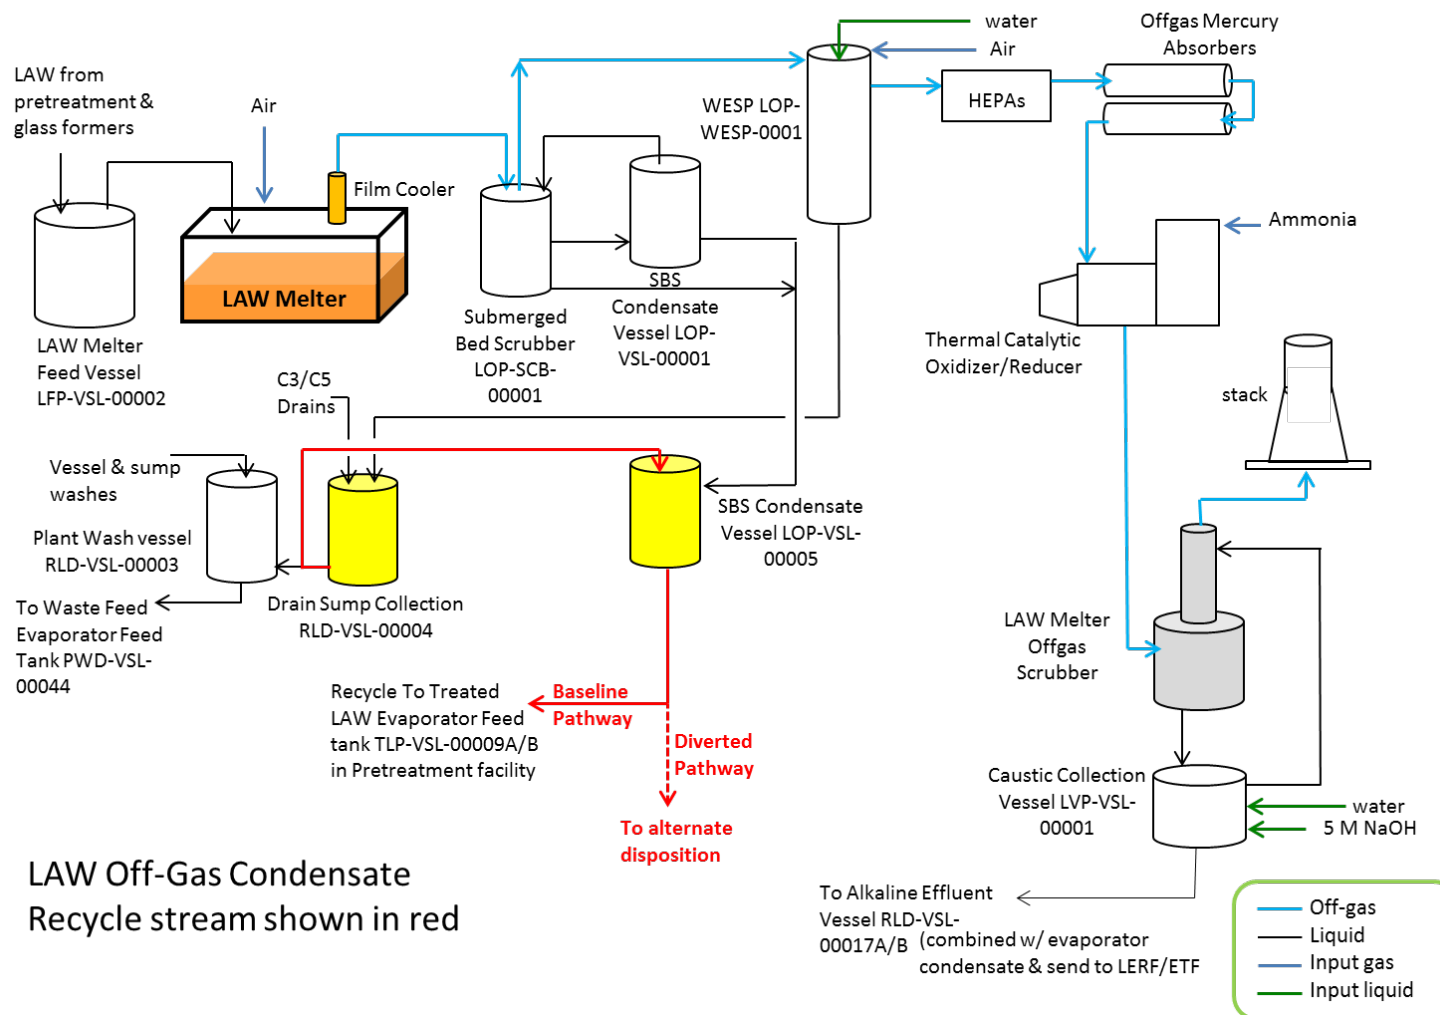 LAW from
pretreatment &
glass formers
Air
Film Cooler
LAW Melter
LAW Melter
Feed Vessel
LFP-VSL-00002
Submerged
Bed Scrubber
LOP-SCB-
00001
SBS
Condensate
Vessel LOP-
VSL-00001
WESP LOP-
WESP-0001
water
Air
HEPAs
Offgas Mercury
Absorbers
Ammonia
Thermal Catalytic
Oxidizer/Reducer
stack
C3/C5
Drains
Vessel & sump
washes
Plant Wash vessel
RLD-VSL-00003
To Waste Feed
Evaporator Feed
Tank PWD-VSL-
00044
Drain Sump Collection
RLD-VSL-00004
SBS Condensate
Vessel LOP-VSL-
00005
Recycle To Treated
LAW Evaporator Feed
tank TLP-VSL-00009A/B
in Pretreatment facility
Baseline
Pathway
Diverted
Pathway
To alternate
disposition
LAW Melter
Offgas
Scrubber
Caustic Collection
Vessel LVP-VSL-
00001
water
5 M NaOH
To Alkaline Effluent
Vessel RLD-VSL-
00017A/B (combined w/ evaporator
condensate & send to LERF/ETF
LAW Off-Gas Condensate
Recycle stream shown in red
Off-gas
Liquid
Input gas
Input liquid